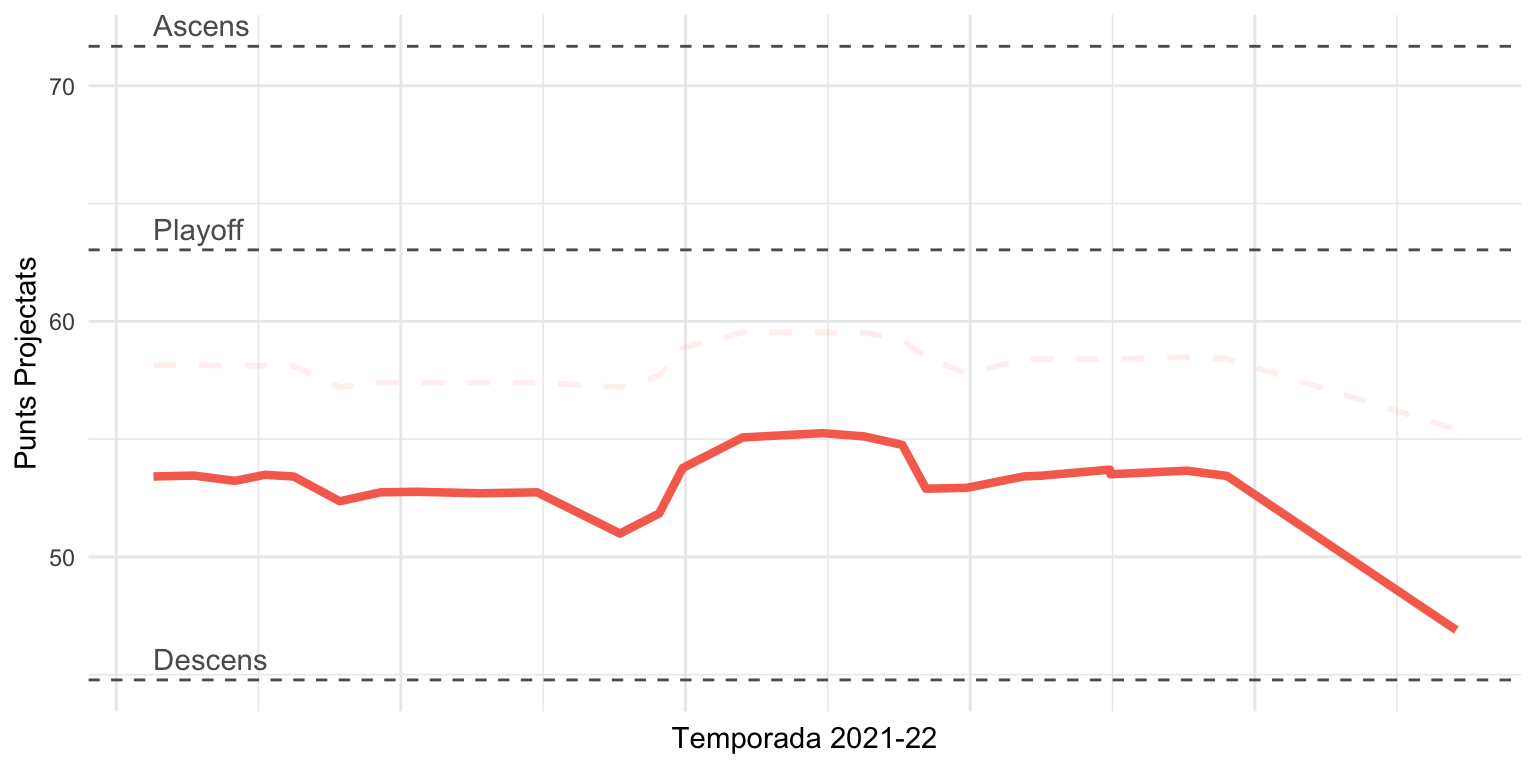 Ascens
70
Playoff
60
Punts Projectats
50
Descens
Temporada 2021-22